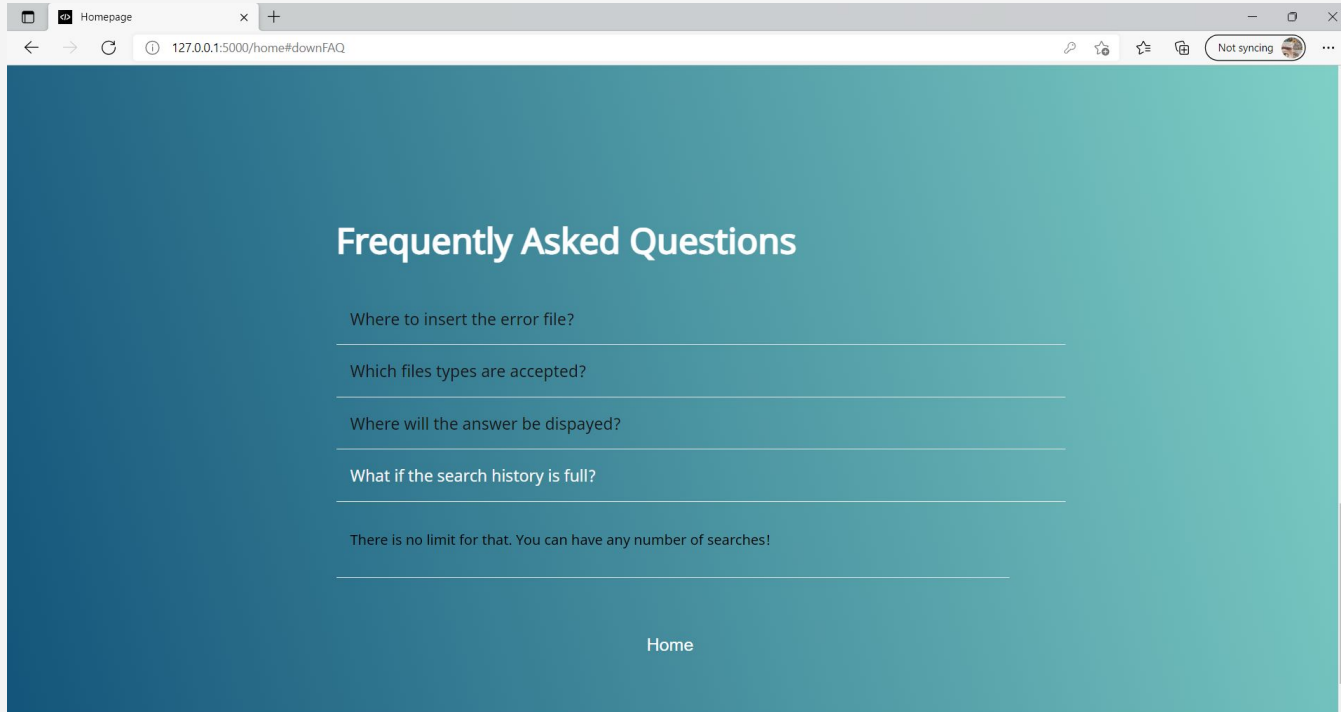 Homepage
127.0.0.1:5000/home#downFAQ
Not syncing
Frequently Asked Questions
Where to insert the error file?
Which files types are accepted?
Where will the answer be dispayed?
What if the search history is full?
There is no limit for that. You can have any number of searches!
Home